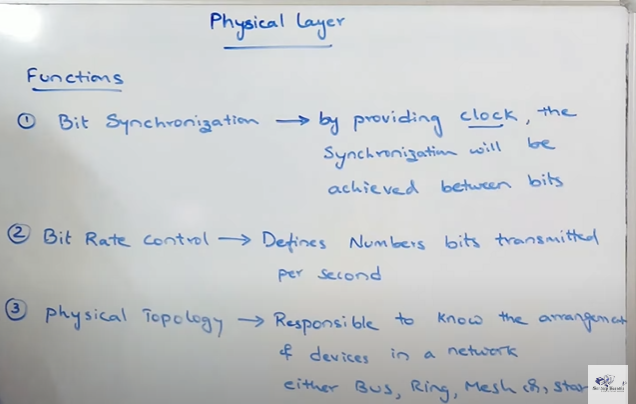 Physical Layer
Functions
① Bit Synchronization → by providing clock, the
Synchronization will be
achieved between bits
② Bit Rate control → Defines Numbers bits transmitted
per second
③ Physical Topology → Responsible to know the arrangement
of devices in a network
either Bus, Ring, Mesh &, star